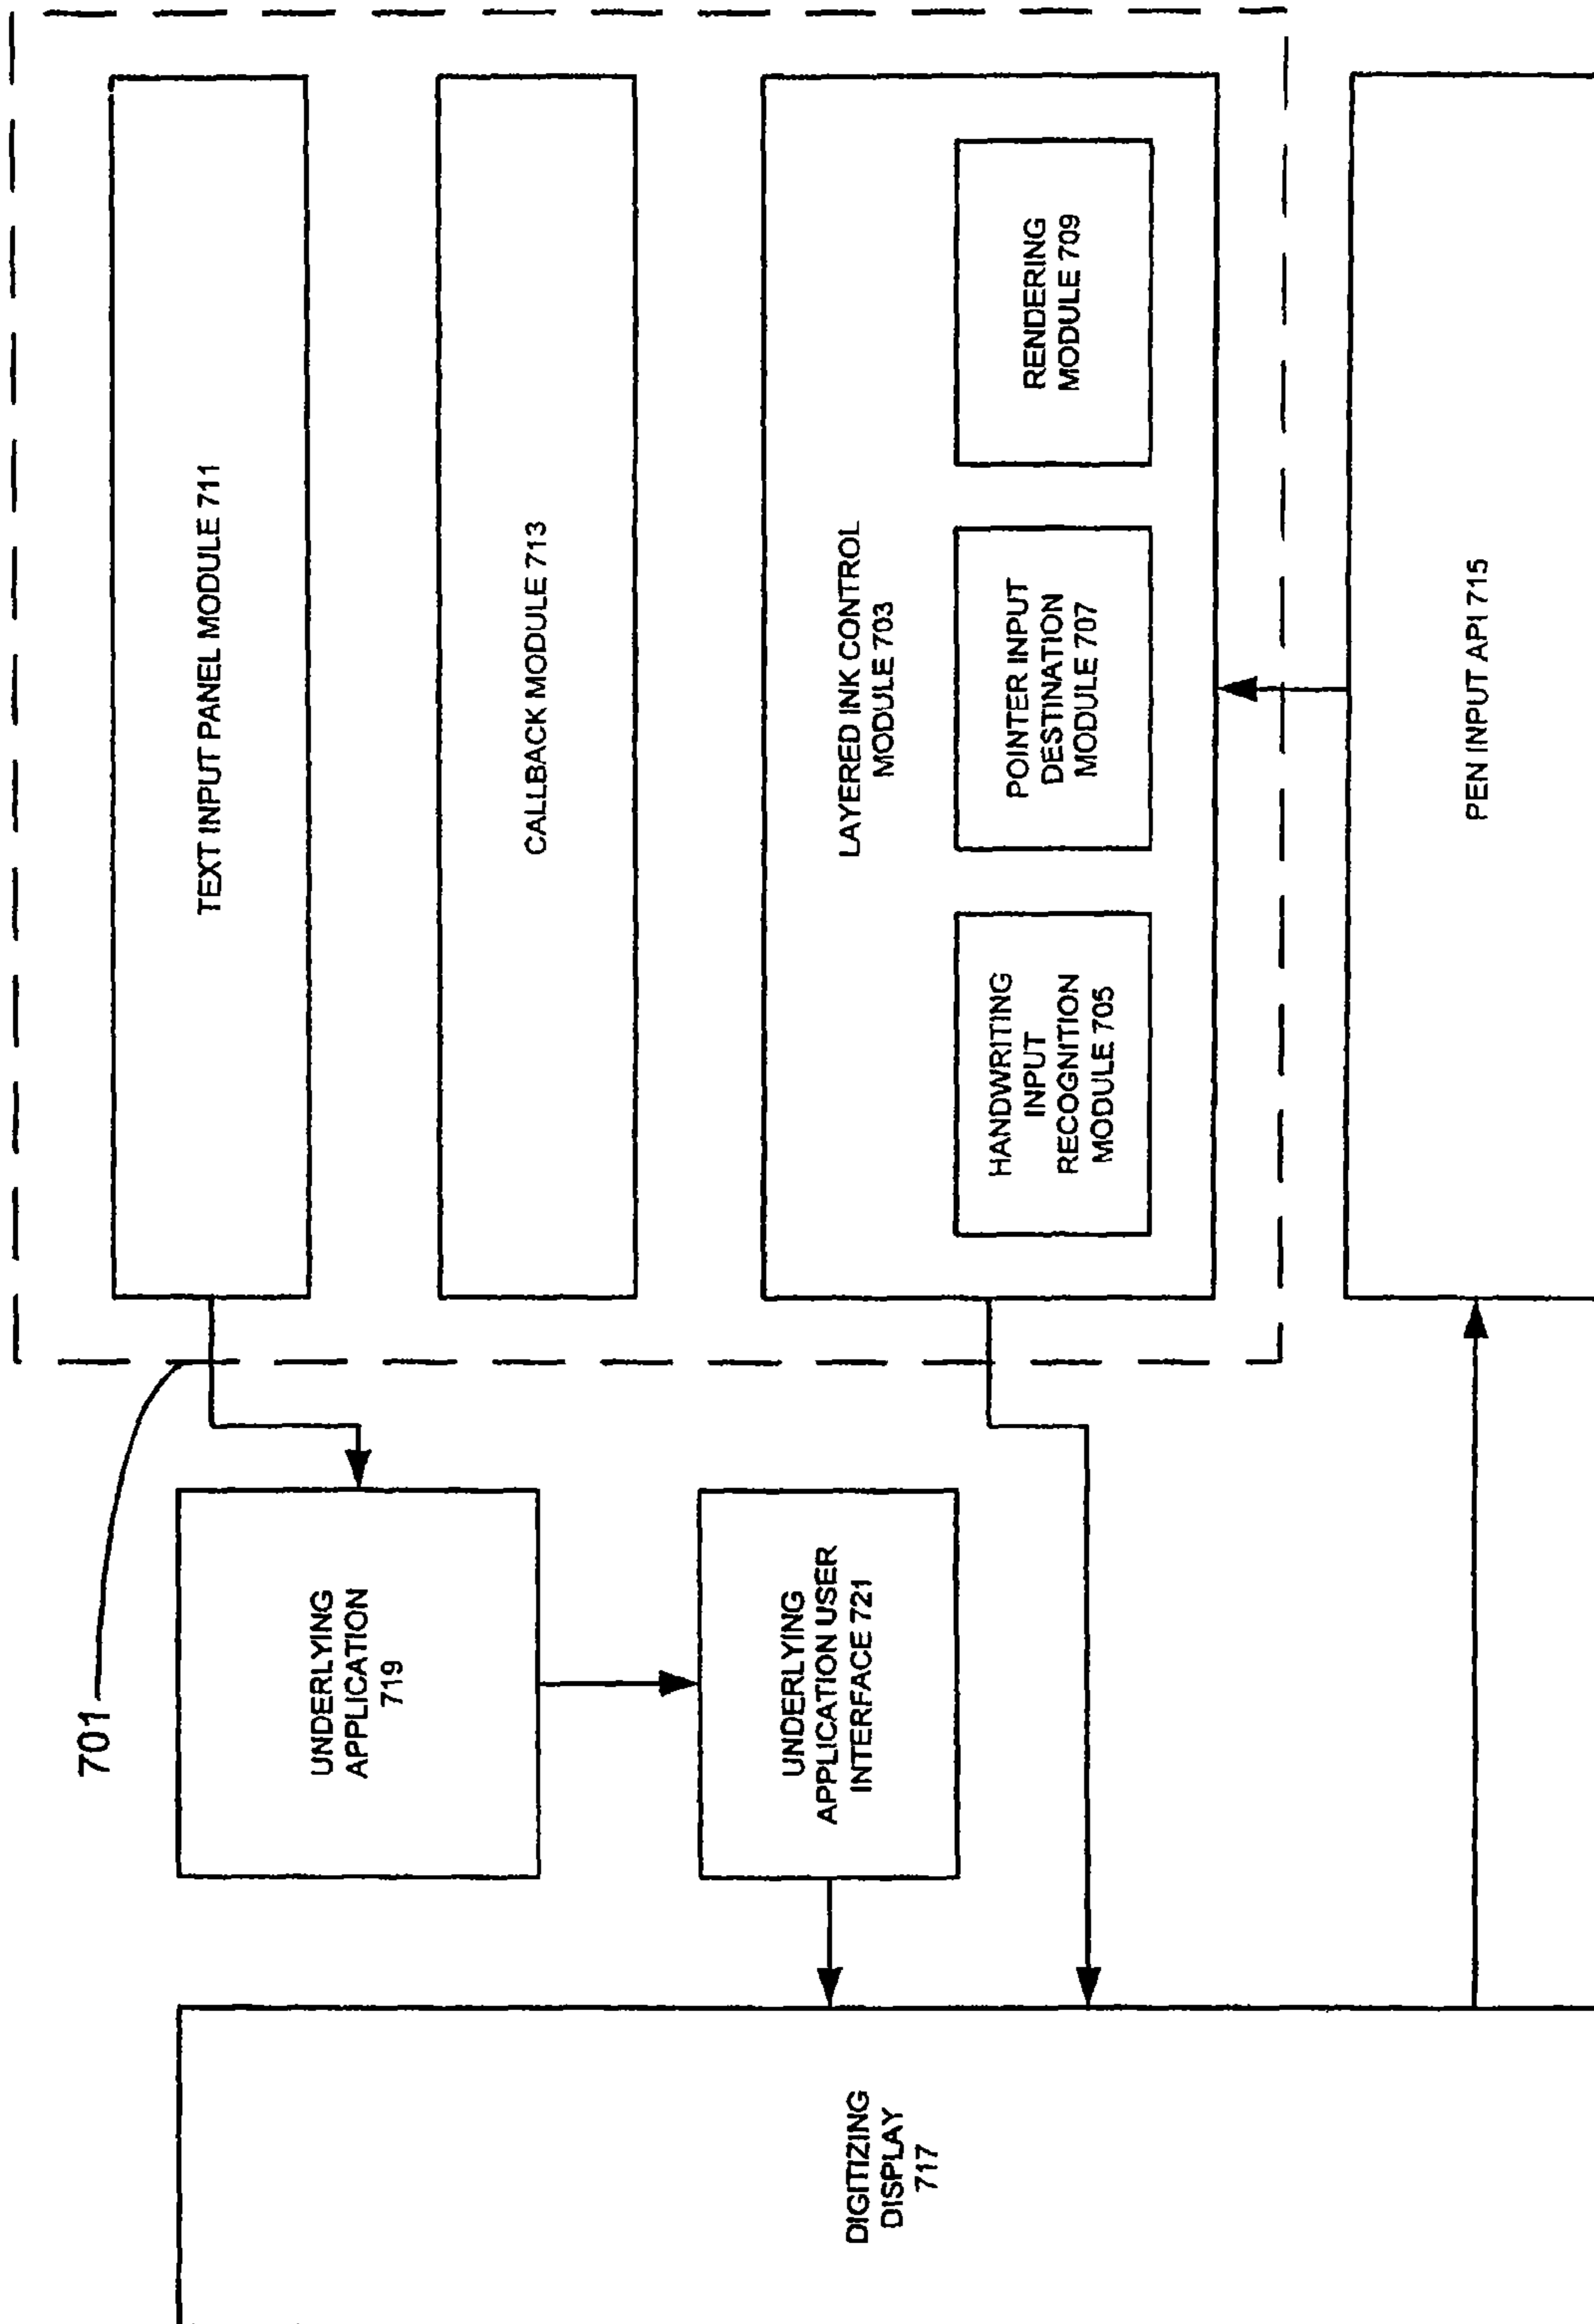 701
TEXT INPUT PANEL MODULE 711
CALLBACK MODULE 713
LAYERED INK CONTROL
MODULE 703
HANDWRITING
INPUT
RECOGNITION
MODULE 705
POINTER INPUT
DESTINATION
MODULE 707
RENDERING
MODULE 709
PEN INPUT API 715
UNDERLYING
APPLICATION
719
UNDERLYING
APPLICATION USER
INTERFACE 721
DIGITIZING
DISPLAY
717